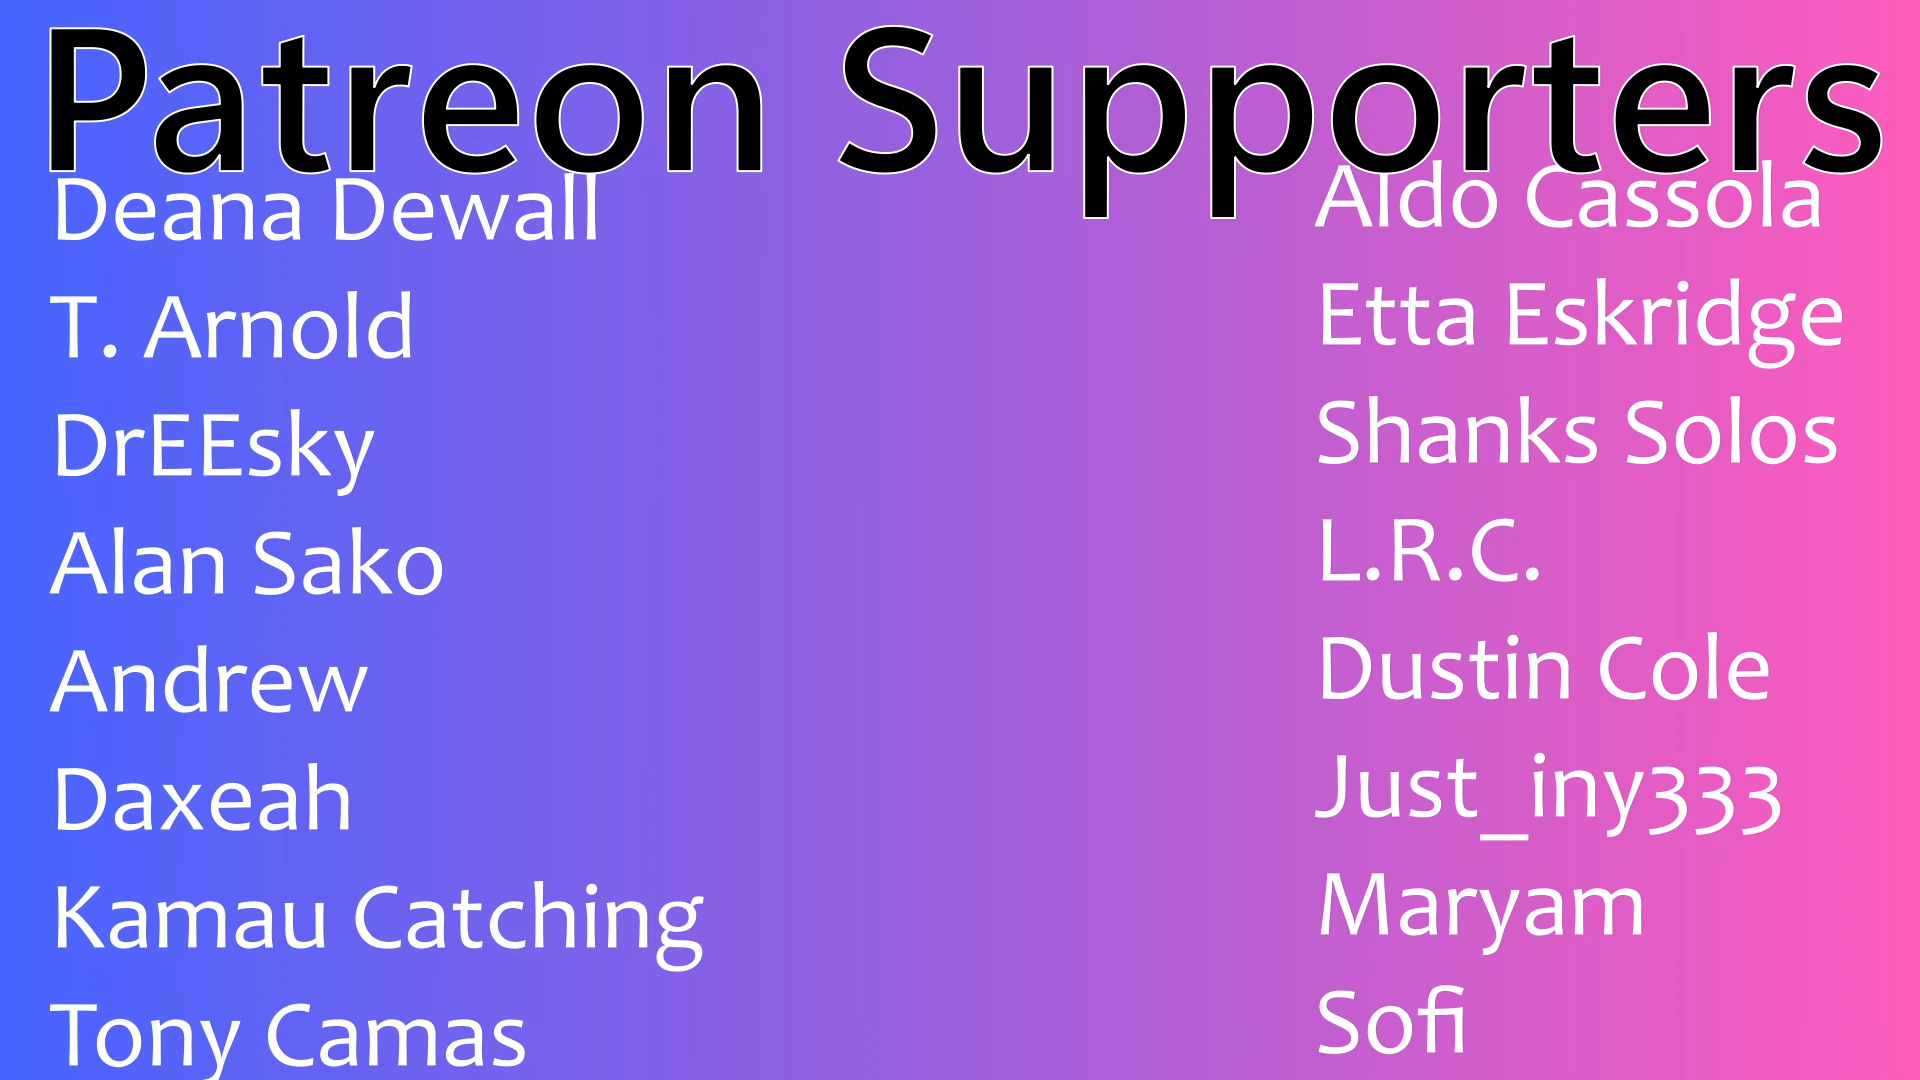 Patreon Supporters
Deana Dewall
T. Arnold
DrEEsky
Alan Sako
Andrew
Daxeah
Kamau Catching
Tony Camas
Aldo Cassola
Etta Eskridge
Shanks Solos
L.R.C.
Dustin Cole
Just_iny333
Maryam
Sofi